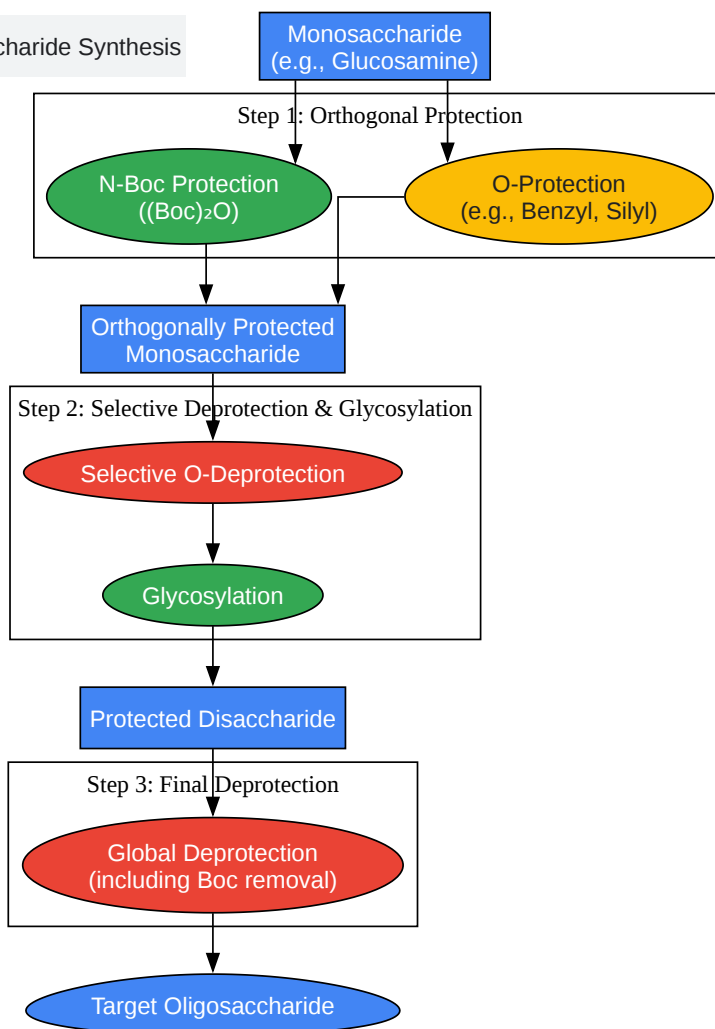 charide Synthesis
Monosaccharide
(e.g., Glucosamine)
Step 1: Orthogonal Protection
N-Boc Protection
((Boc)₂O)
O-Protection
(e.g., Benzyl, Silyl)
Orthogonally Protected
Monosaccharide
Step 2: Selective Deprotection & Glycosylation
Selective O-Deprotection
Glycosylation
Protected Disaccharide
Step 3: Final Deprotection
Global Deprotection
(including Boc removal)
Target Oligosaccharide